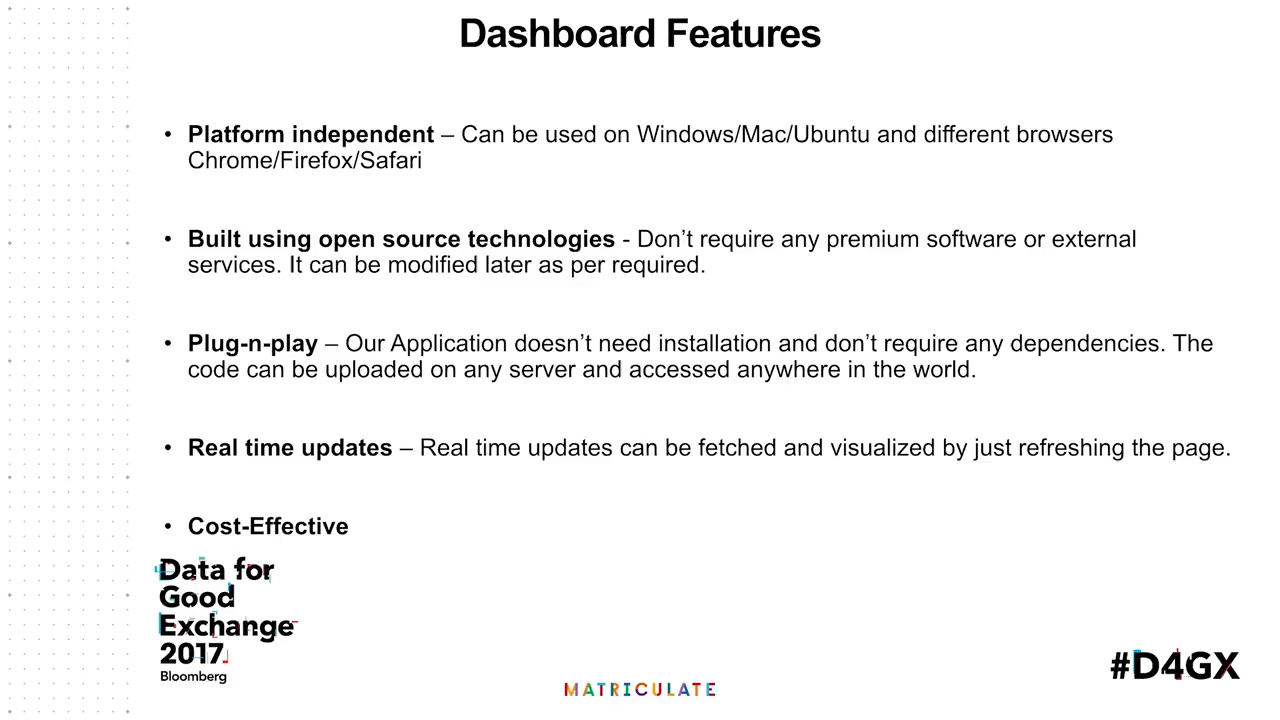 Dashboard Features
• Platform independent – Can be used on Windows/Mac/Ubuntu and different browsers
Chrome/Firefox/Safari
• Built using open source technologies - Don’t require any premium software or external
services. It can be modified later as per required.
• Plug-n-play – Our Application doesn’t need installation and don’t require any dependencies. The
code can be uploaded on any server and accessed anywhere in the world.
• Real time updates – Real time updates can be fetched and visualized by just refreshing the page.
• Cost-Effective
Data for
Good
Exchange
2017
Bloomberg
MATRICULATE
#D4GX